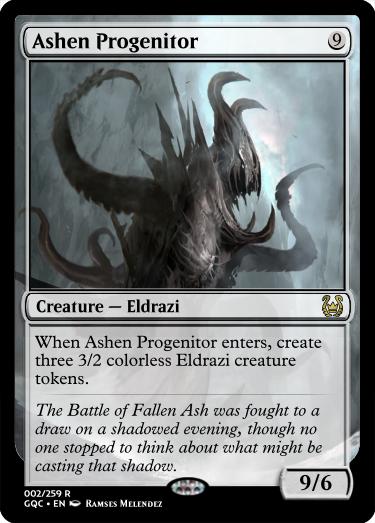 Ashen Progenitor 9
Creature — Eldrazi
When Ashen Progenitor enters, create
three 3/2 colorless Eldrazi creature
tokens.
The Battle of Fallen Ash was fought to a
draw on a shadowed evening, though no
one stopped to think about what might be
casting that shadow.
9/6
002/259 R
GQC • EN Ramses Melendez